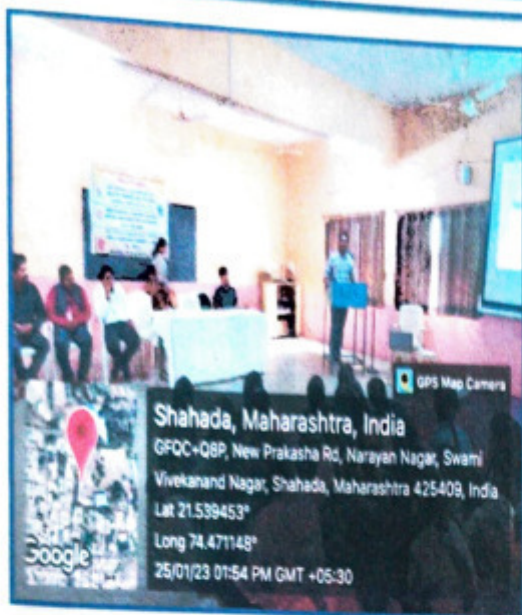 GPS Map Camera
Shahada, Maharashtra, India
GFQC+Q8P, New Prakasha Rd, Narayan Nagar, Swami
Vivekanand Nagar, Shahada, Maharashtra 425409, India
Lat 21.539453°
Long 74.471148°
25/01/23 01:54 PM GMT +05:30
Google